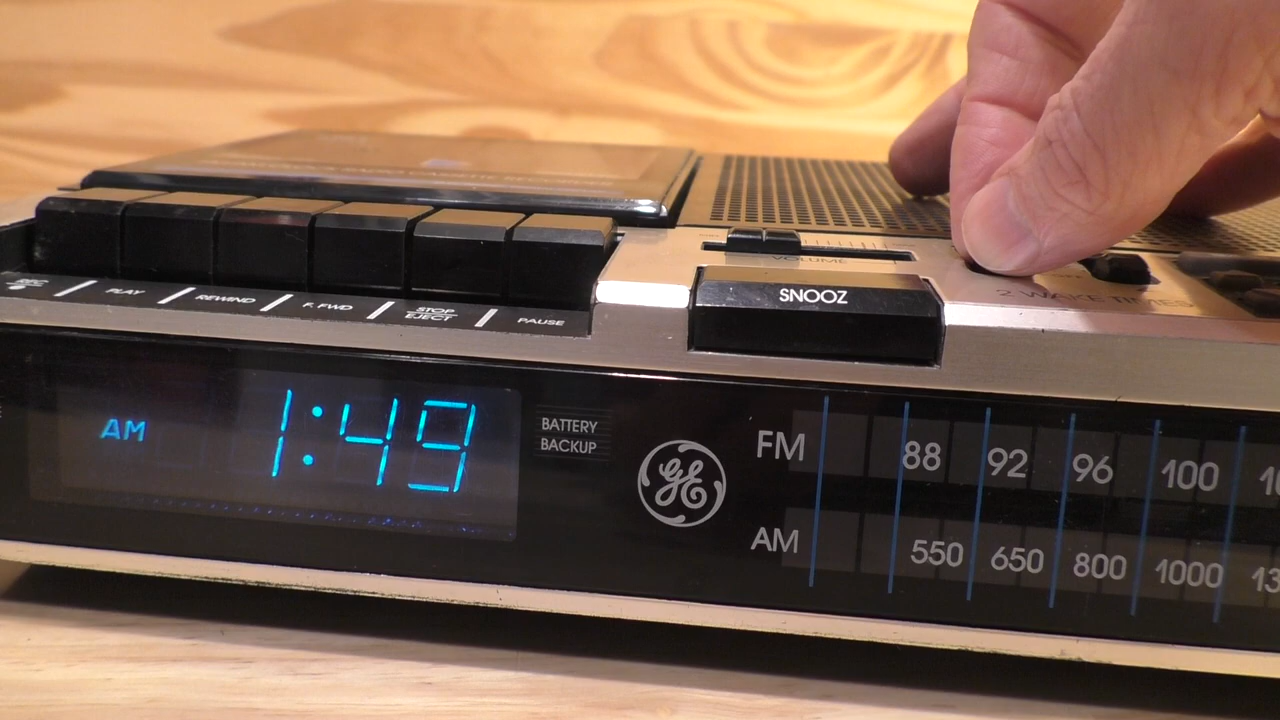 VOLUME
SNOOZ
2 WAKE TIMES
REC
PLAY
REWIND
F. FWD
STOP
EJECT
PAUSE
AM
1:49
BATTERY
BACKUP
GE
FM
88
92
96
100
AM
550
650
800
1000